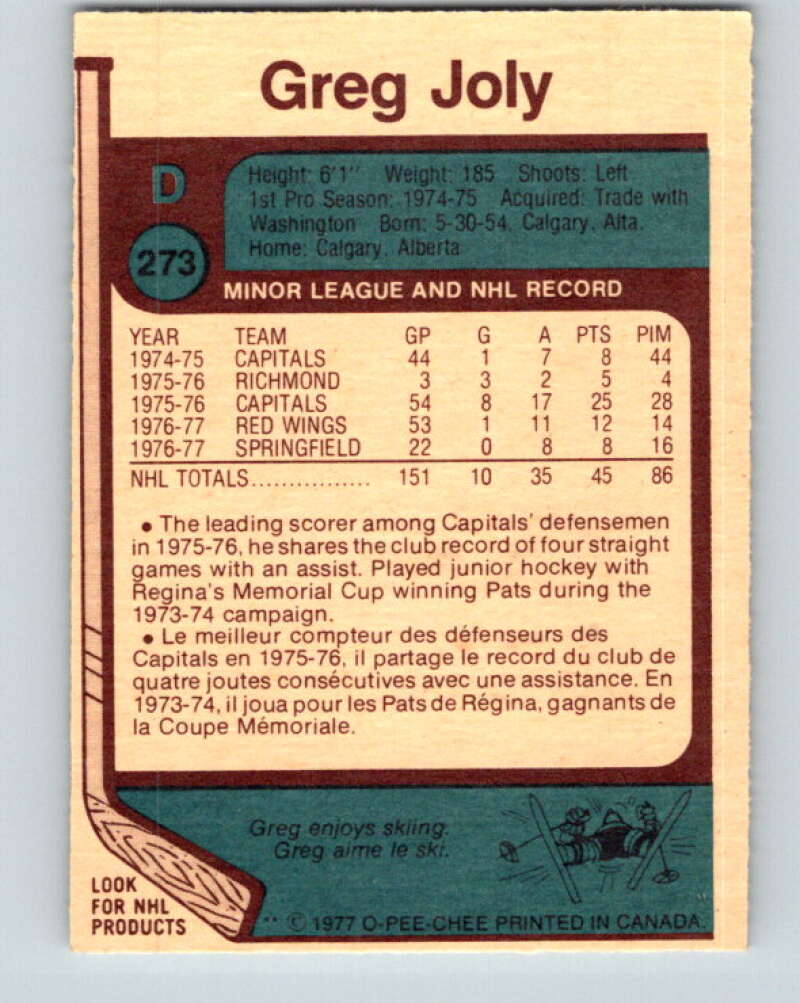 Greg Joly
D
273
Height: 6'1" Weight: 185 Shoots: Left
1st Pro Season: 1974-75 Acquired: Trade with
Washington Born: 5-30-54, Calgary, Alta.
Home: Calgary, Alberta
MINOR LEAGUE AND NHL RECORD
YEAR TEAM GP G A PTS PIM
1974-75 CAPITALS 44 1 7 8 44
1975-76 RICHMOND 3 3 2 5 4
1975-76 CAPITALS 54 8 17 25 28
1976-77 RED WINGS 53 1 11 12 14
1976-77 SPRINGFIELD 22 0 8 8 16
NHL TOTALS................ 151 10 35 45 86
• The leading scorer among Capitals' defensemen
in 1975-76, he shares the club record of four straight
games with an assist. Played junior hockey with
Regina's Memorial Cup winning Pats during the
1973-74 campaign.
• Le meilleur compteur des défenseurs des
Capitals en 1975-76, il partage le record du club de
quatre joutes consécutives avec une assistance. En
1973-74, il joua pour les Pats de Régina, gagnants de
la Coupe Mémoriale.
Greg enjoys skiing.
Greg aime le ski.
LOOK
FOR NHL
PRODUCTS
** © 1977 O-PEE-CHEE PRINTED IN CANADA